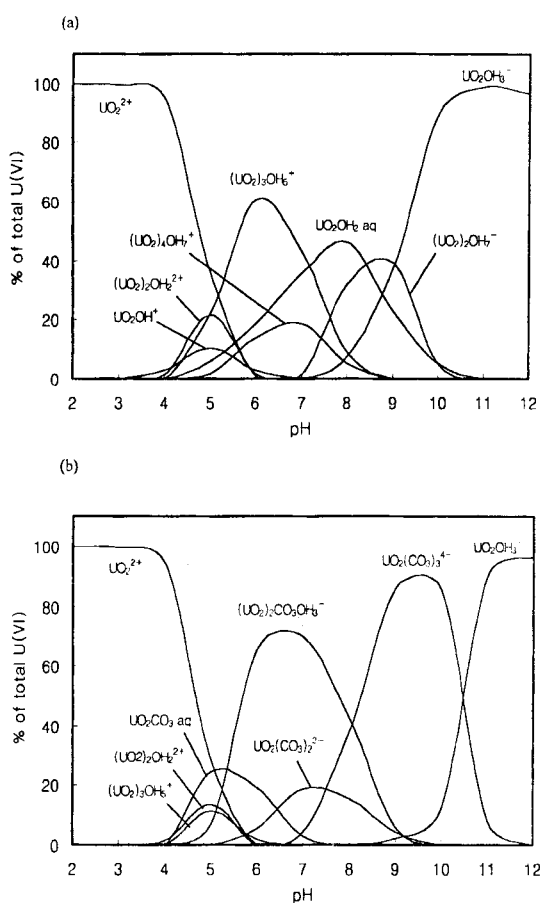 (a)
% of total U(VI)
100
80
60
40
20
0
UO₂²⁺
UO₂OH₃⁻
(UO₂)₃OH₅⁺
(UO₂)₄OH₇⁺
UO₂OH₂ aq
(UO₂)₂OH₇⁻
(UO₂)₂OH₂²⁺
UO₂OH⁺
2 3 4 5 6 7 8 9 10 11 12
pH
(b)
% of total U(VI)
100
80
60
40
20
0
UO₂²⁺
UO₂(CO₃)₃⁴⁻
UO₂OH₃⁻
(UO₂)₂CO₃OH₃⁻
UO₂CO₃ aq
(UO2)₂OH₂²⁺
UO₂(CO₃)₂²⁻
(UO₂)₃OH₅⁺
2 3 4 5 6 7 8 9 10 11 12
pH